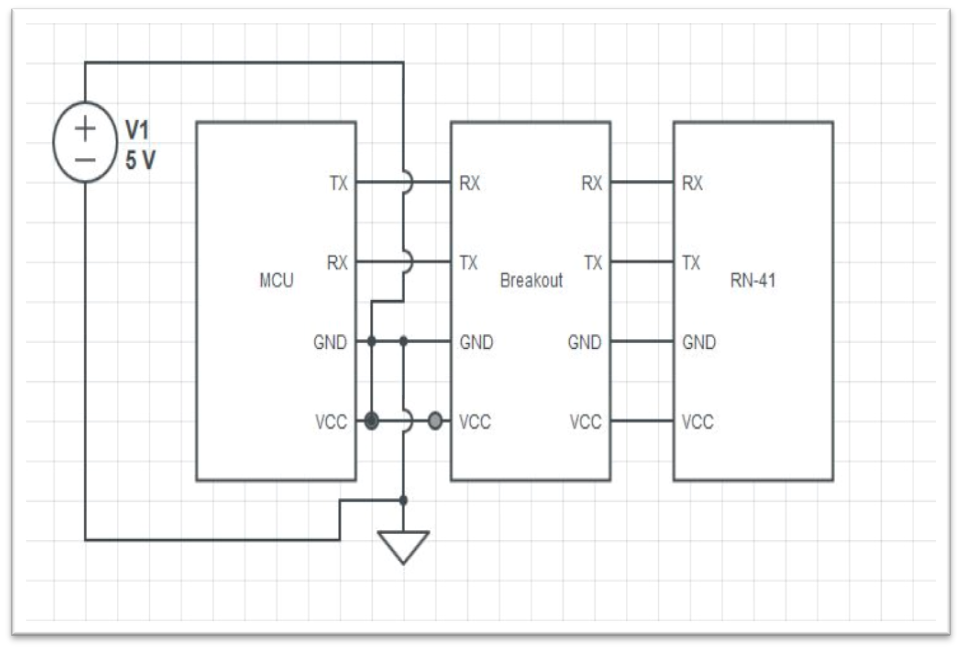 V1
5 V
TX
RX
MCU
GND
VCC
RX
TX
Breakout
GND
VCC
RX
TX
GND
VCC
RX
TX
RN-41
GND
VCC